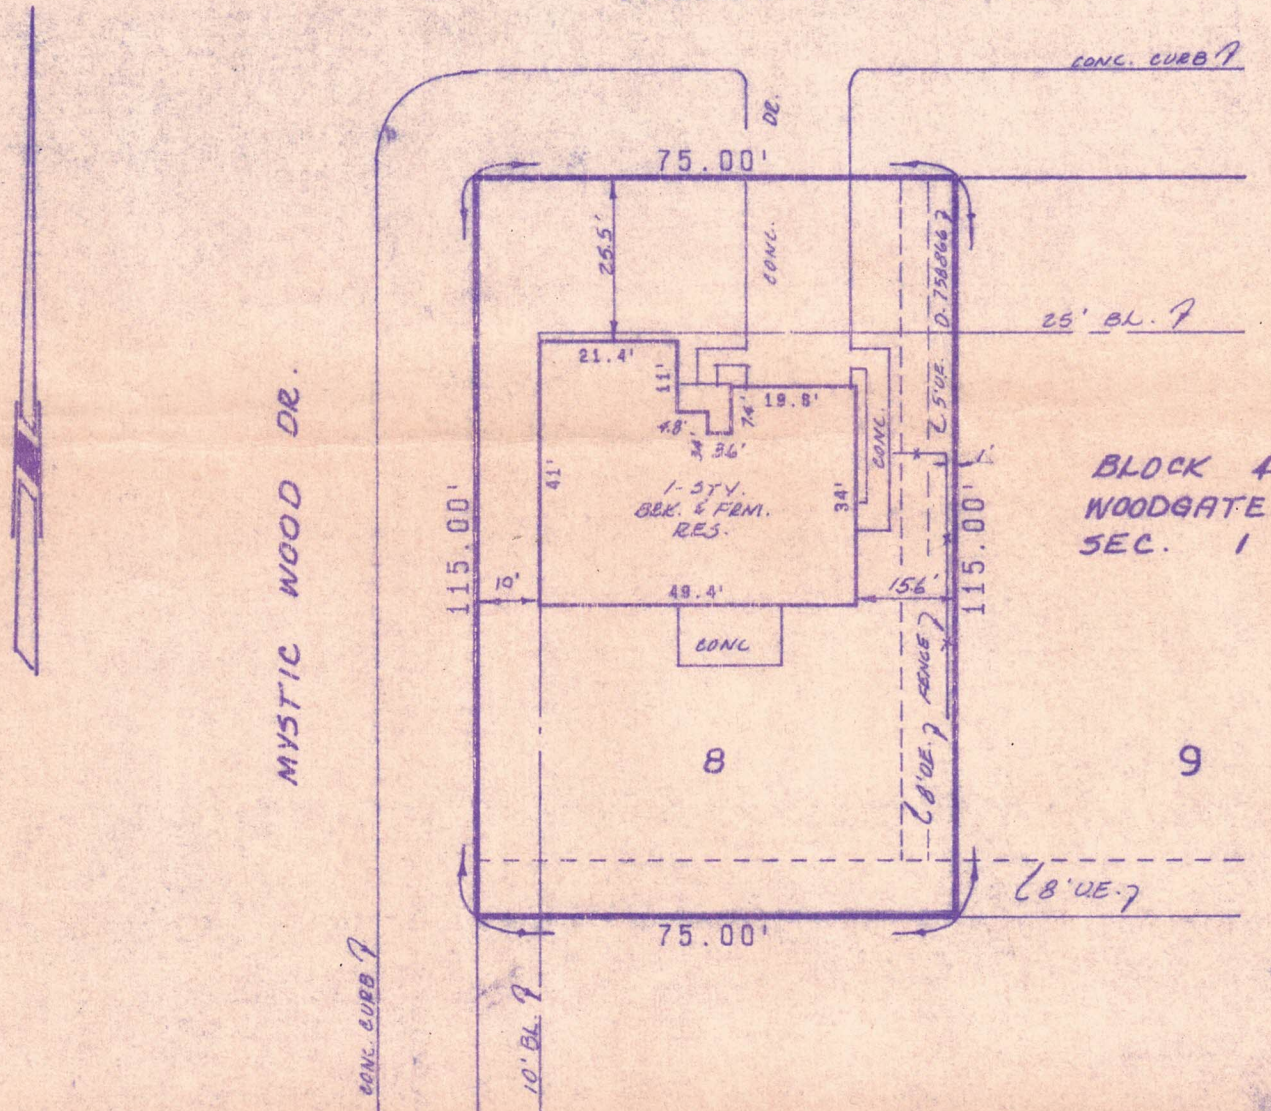 CONC. CURB
DR.
75.00'
25.5'
CONC.
5' U.E.
25' BL.
21.4'
11'
4.8'
3.6'
7.4'
19.8'
CONC.
1'
MYSTIC WOOD DR.
41'
1-STY.
BRK. & FRM.
RES.
34'
BLOCK 4
WOODGATE
SEC. 1
115.00'
10'
49.4'
15.6'
115.00'
CONC
FENCE
8
8' U.E.
9
8' U.E.
75.00'
CONC. CURB
10' BL.